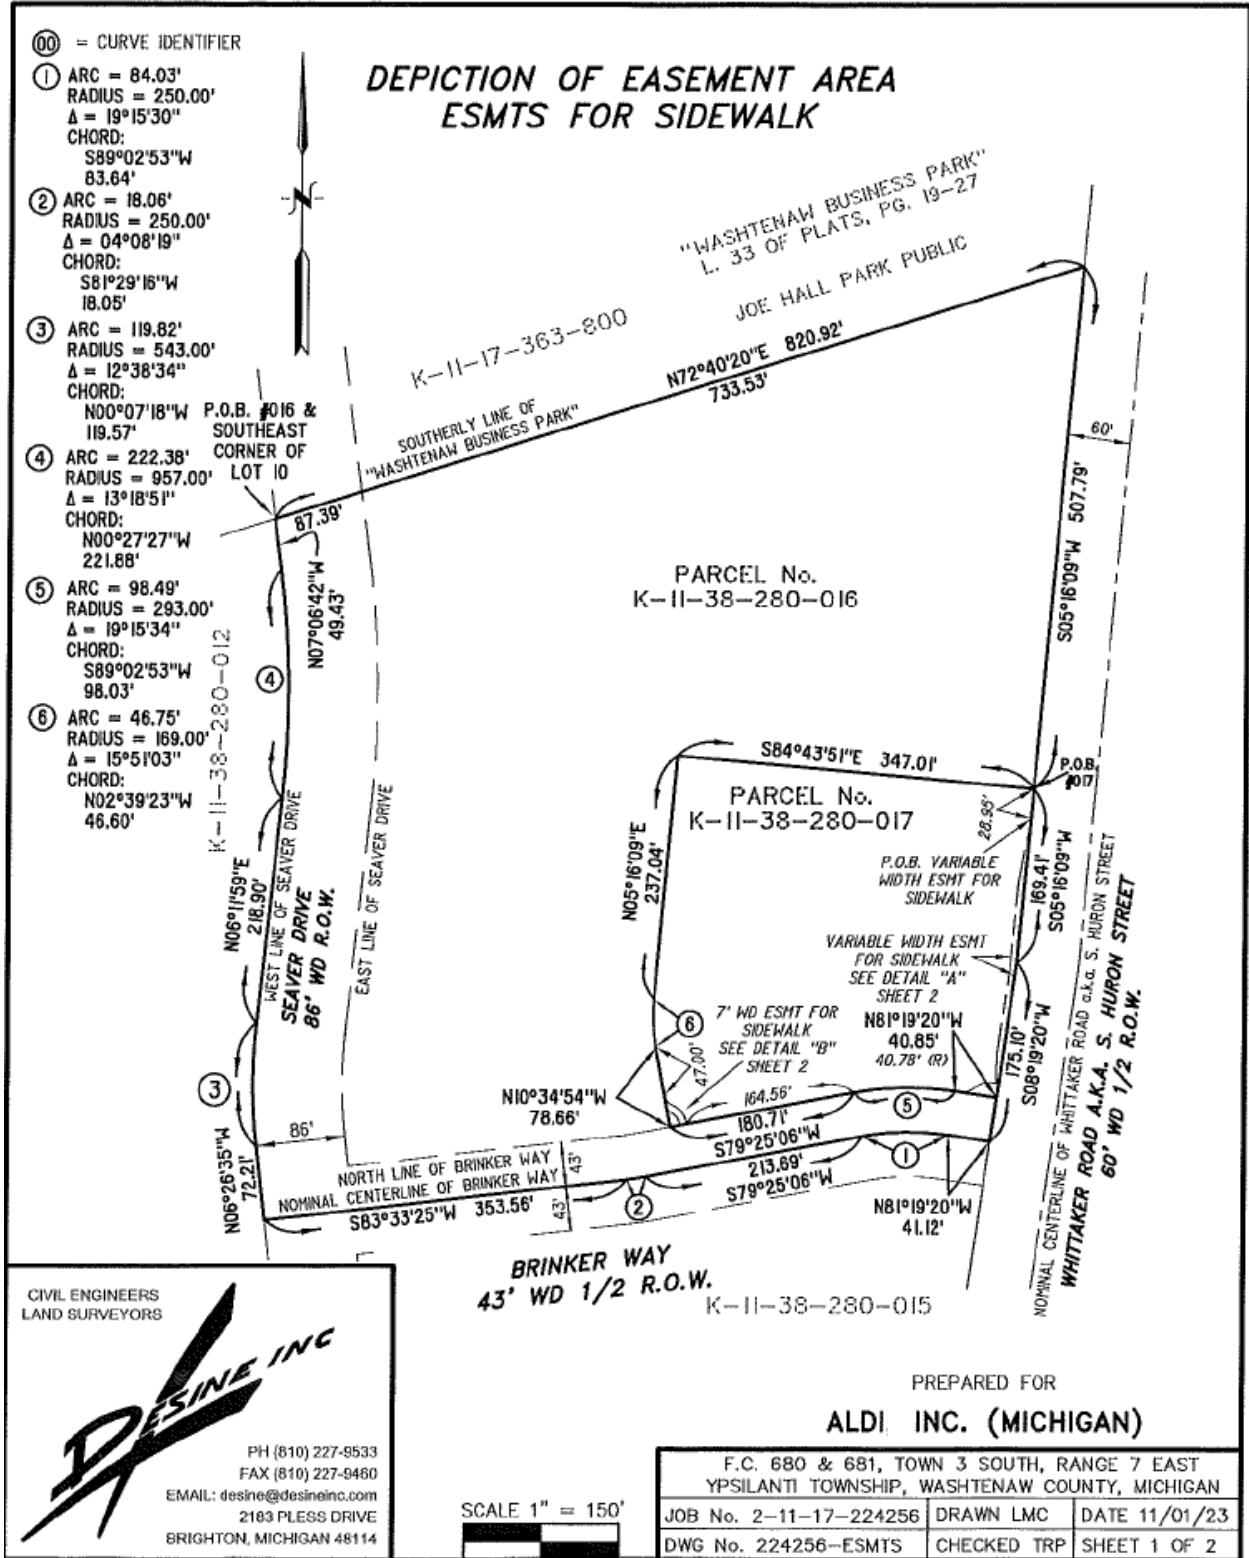 00 = CURVE IDENTIFIER
1 ARC = 84.03'
RADIUS = 250.00'
Δ = 19°15'30"
CHORD:
S89°02'53"W
83.64'
2 ARC = 18.06'
RADIUS = 250.00'
Δ = 04°08'19"
CHORD:
S81°29'16"W
18.05'
3 ARC = 119.82'
RADIUS = 543.00'
Δ = 12°38'34"
CHORD:
N00°07'18"W
119.57'
4 ARC = 222.38'
RADIUS = 957.00'
Δ = 13°18'51"
CHORD:
N00°27'27"W
221.88'
5 ARC = 98.49'
RADIUS = 293.00'
Δ = 19°15'34"
CHORD:
S89°02'53"W
98.03'
6 ARC = 46.75'
RADIUS = 169.00'
Δ = 15°51'03"
CHORD:
N02°39'23"W
46.60'
N
DEPICTION OF EASEMENT AREA
ESMTS FOR SIDEWALK
"WASHTENAW BUSINESS PARK"
L. 33 OF PLATS, PG. 19-27
JOE HALL PARK PUBLIC
K-11-17-363-800
N72°40'20"E 820.92'
733.53'
SOUTHERLY LINE OF
"WASHTENAW BUSINESS PARK"
P.O.B. #016 &
SOUTHEAST
CORNER OF
LOT 10
87.39'
N07°06'42"W
49.43'
60'
S05°16'09"W 507.79'
PARCEL No.
K-11-38-280-016
K-11-38-280-012
4
S84°43'51"E 347.01'
P.O.B.
#017
PARCEL No.
K-11-38-280-017
28.95'
P.O.B. VARIABLE
WIDTH ESMT FOR
SIDEWALK
169.41'
S05°16'09"W
N05°16'09"E
237.04'
N06°11'59"E
218.90'
WEST LINE OF SEAVER DRIVE
SEAVER DRIVE
86' WD R.O.W.
EAST LINE OF SEAVER DRIVE
VARIABLE WIDTH ESMT
FOR SIDEWALK
SEE DETAIL "A"
SHEET 2
N81°19'20"W
40.85'
40.78' (R)
6
7' WD ESMT FOR
SIDEWALK
SEE DETAIL "B"
SHEET 2
47.00'
175.10'
S08°19'20"W
NOMINAL CENTERLINE OF WHITTAKER ROAD a.k.a. S. HURON STREET
WHITTAKER ROAD A.K.A. S. HURON STREET
60' WD 1/2 R.O.W.
3
N10°34'54"W
78.66'
164.56'
5
180.71'
S79°25'06"W
86'
N06°26'35"W
72.21'
NORTH LINE OF BRINKER WAY
NOMINAL CENTERLINE OF BRINKER WAY
43'
43'
213.69'
S79°25'06"W
1
2
S83°33'25"W 353.56'
N81°19'20"W
41.12'
BRINKER WAY
43' WD 1/2 R.O.W.
K-11-38-280-015
CIVIL ENGINEERS
LAND SURVEYORS
DESINE INC
PH (810) 227-9533
FAX (810) 227-9460
EMAIL: desine@desineinc.com
2183 PLESS DRIVE
BRIGHTON, MICHIGAN 48114
SCALE 1" = 150'
PREPARED FOR
ALDI INC. (MICHIGAN)
F.C. 680 & 681, TOWN 3 SOUTH, RANGE 7 EAST
YPSILANTI TOWNSHIP, WASHTENAW COUNTY, MICHIGAN
JOB No. 2-11-17-224256 DRAWN LMC DATE 11/01/23
DWG No. 224256-ESMTS CHECKED TRP SHEET 1 OF 2